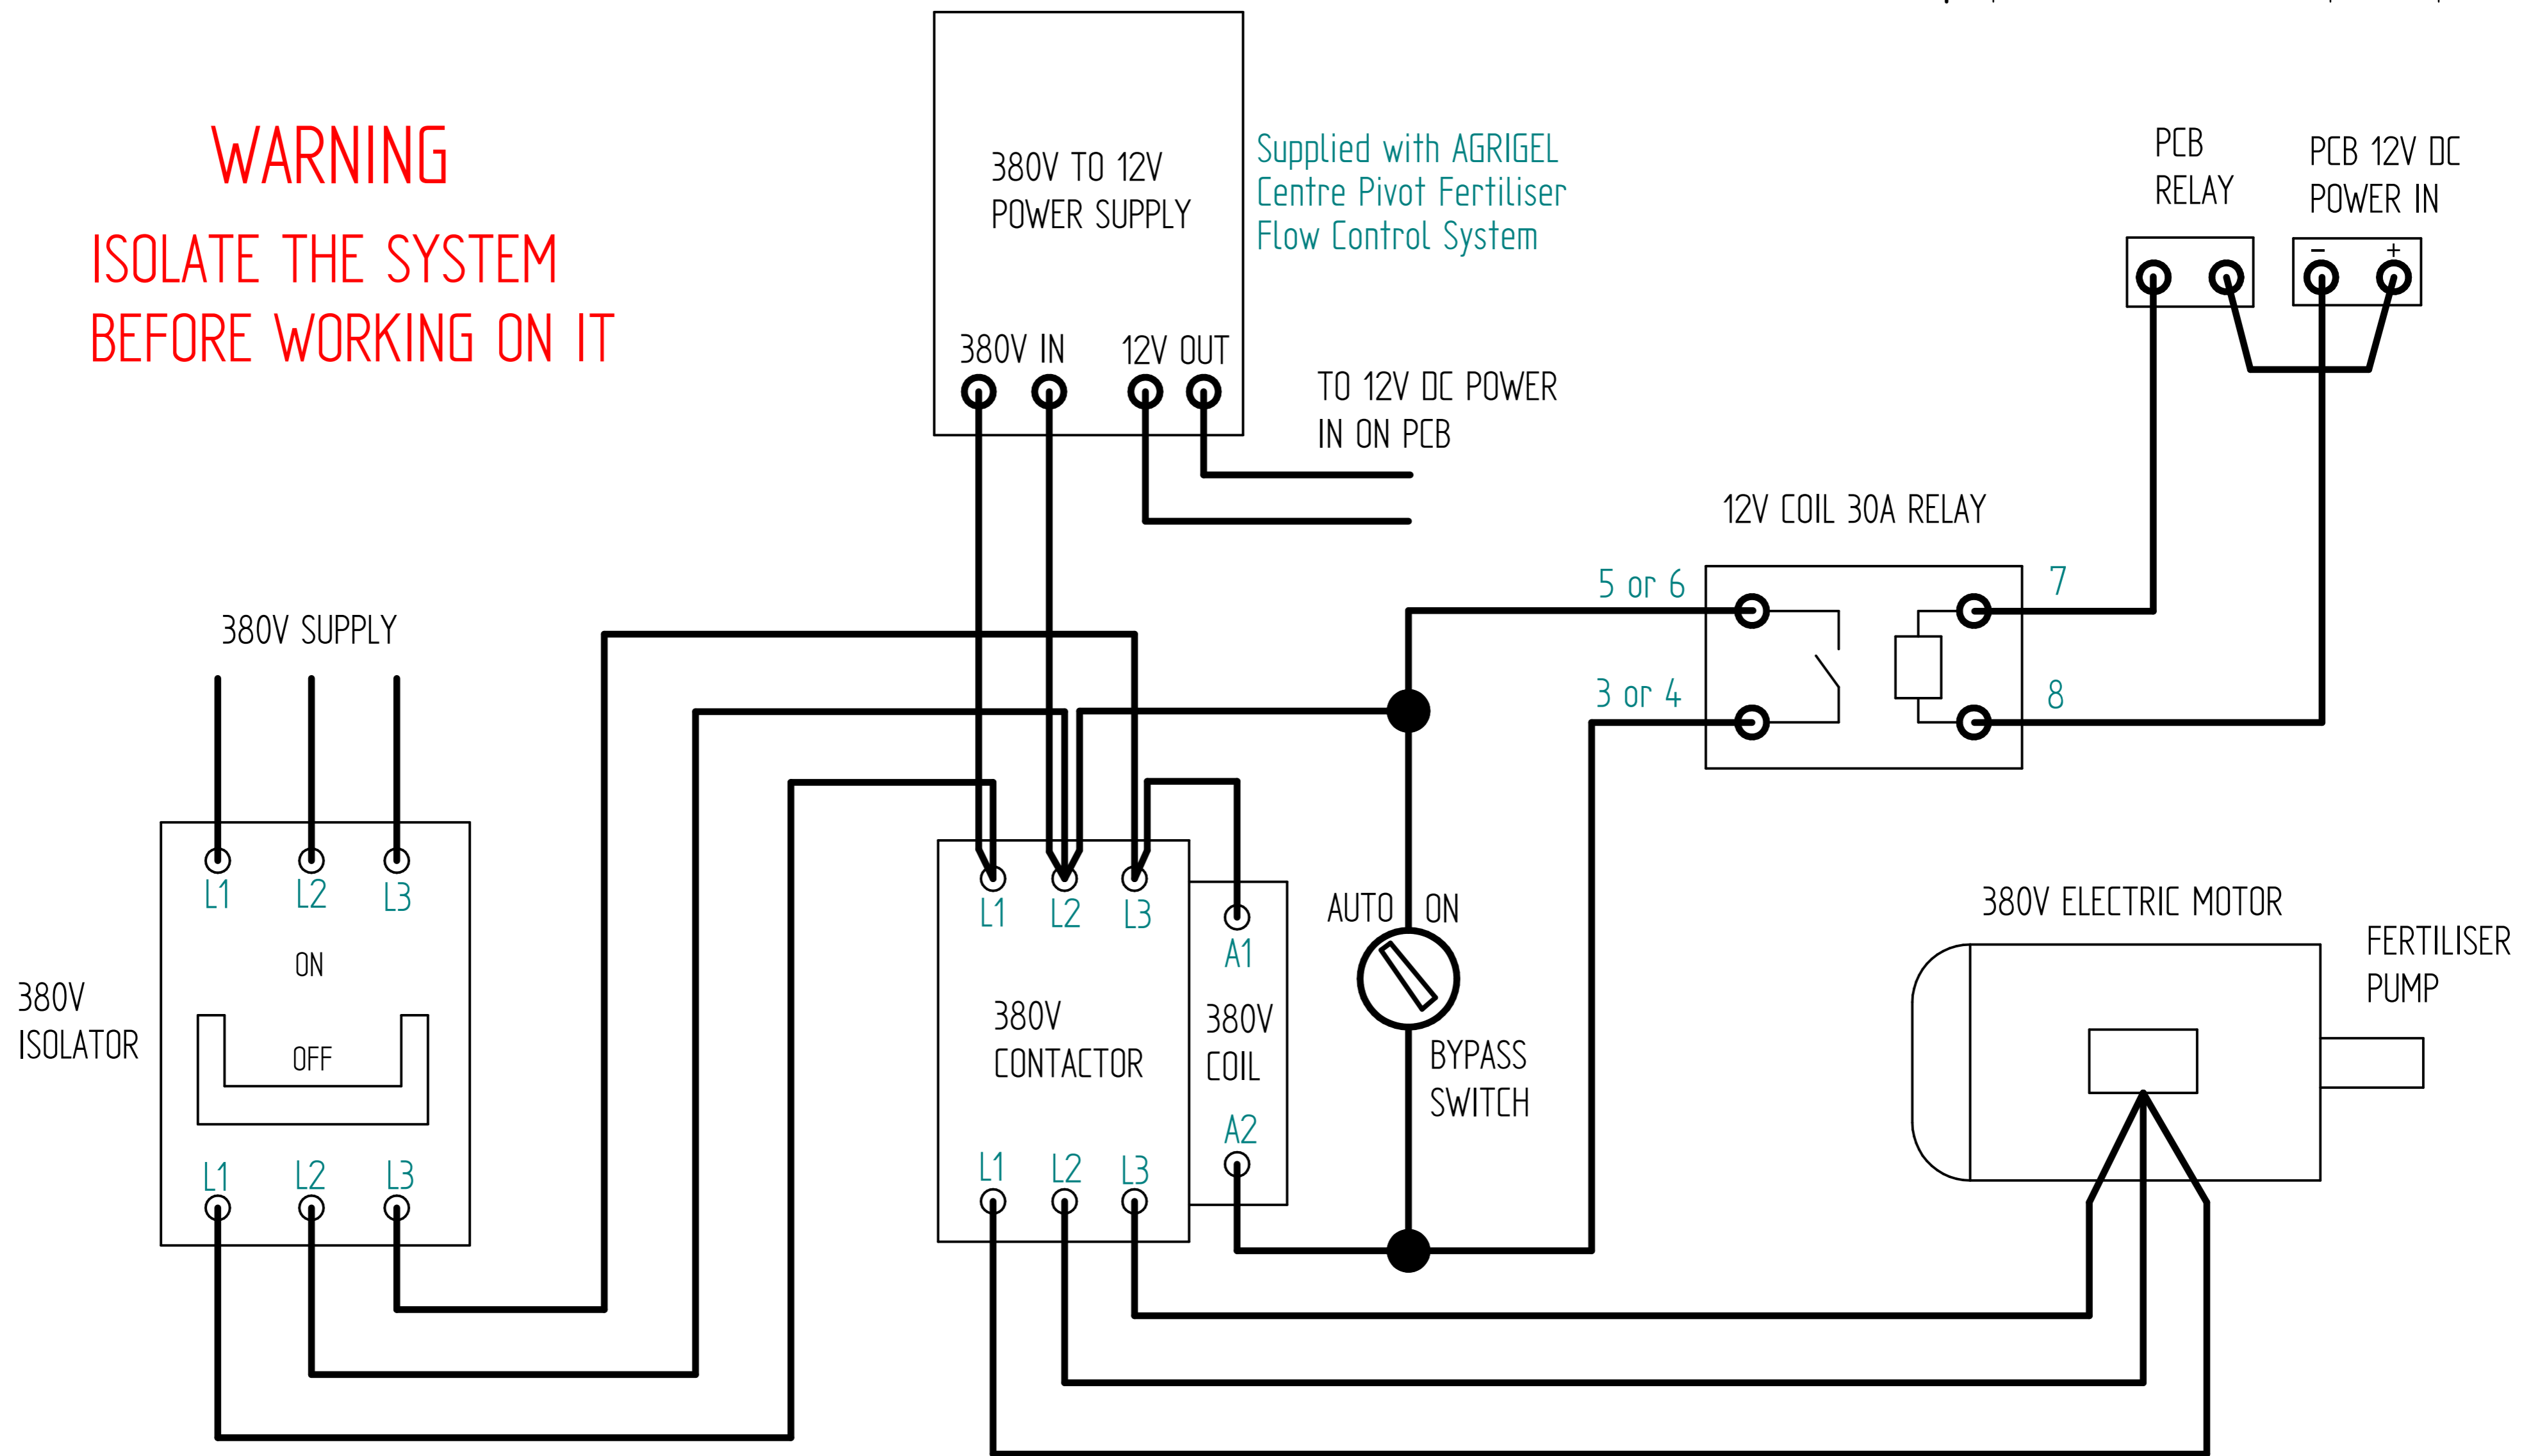 WARNING
ISOLATE THE SYSTEM
BEFORE WORKING ON IT
380V TO 12V
POWER SUPPLY
Supplied with AGRIGEL
Centre Pivot Fertiliser
Flow Control System
380V IN
12V OUT
TO 12V DC POWER
IN ON PCB
PCB
RELAY
PCB 12V DC
POWER IN
- +
12V COIL 30A RELAY
5 or 6
7
3 or 4
8
380V SUPPLY
L1 L2 L3
ON
OFF
380V
ISOLATOR
L1 L2 L3
L1 L2 L3
A1
380V
CONTACTOR
380V
COIL
A2
L1 L2 L3
AUTO ON
BYPASS
SWITCH
380V ELECTRIC MOTOR
FERTILISER
PUMP